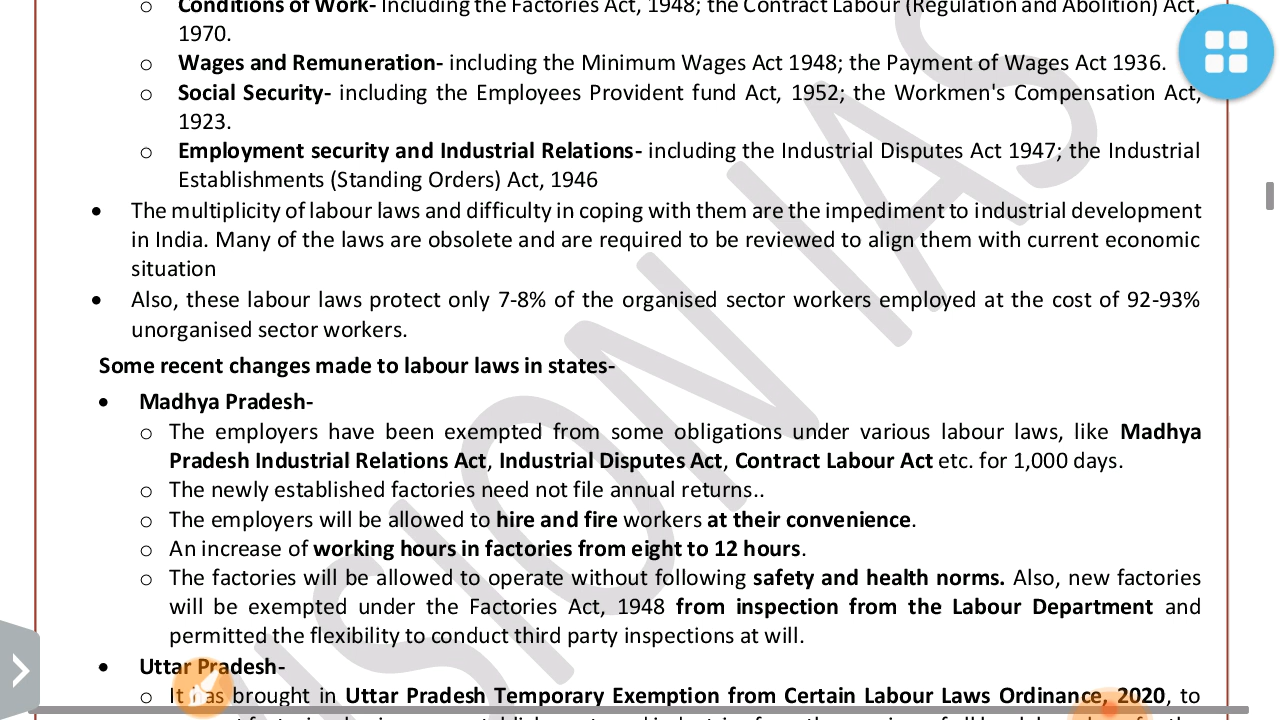 o Conditions of Work- Including the Factories Act, 1948; the Contract Labour (Regulation and Abolition) Act,
1970.
o Wages and Remuneration- including the Minimum Wages Act 1948; the Payment of Wages Act 1936.
o Social Security- including the Employees Provident fund Act, 1952; the Workmen's Compensation Act,
1923.
o Employment security and Industrial Relations- including the Industrial Disputes Act 1947; the Industrial
Establishments (Standing Orders) Act, 1946
• The multiplicity of labour laws and difficulty in coping with them are the impediment to industrial development
in India. Many of the laws are obsolete and are required to be reviewed to align them with current economic
situation
• Also, these labour laws protect only 7-8% of the organised sector workers employed at the cost of 92-93%
unorganised sector workers.
Some recent changes made to labour laws in states-
• Madhya Pradesh-
o The employers have been exempted from some obligations under various labour laws, like Madhya
Pradesh Industrial Relations Act, Industrial Disputes Act, Contract Labour Act etc. for 1,000 days.
o The newly established factories need not file annual returns..
o The employers will be allowed to hire and fire workers at their convenience.
o An increase of working hours in factories from eight to 12 hours.
o The factories will be allowed to operate without following safety and health norms. Also, new factories
will be exempted under the Factories Act, 1948 from inspection from the Labour Department and
permitted the flexibility to conduct third party inspections at will.
• Uttar Pradesh-
o It has brought in Uttar Pradesh Temporary Exemption from Certain Labour Laws Ordinance, 2020, to
VISION IAS